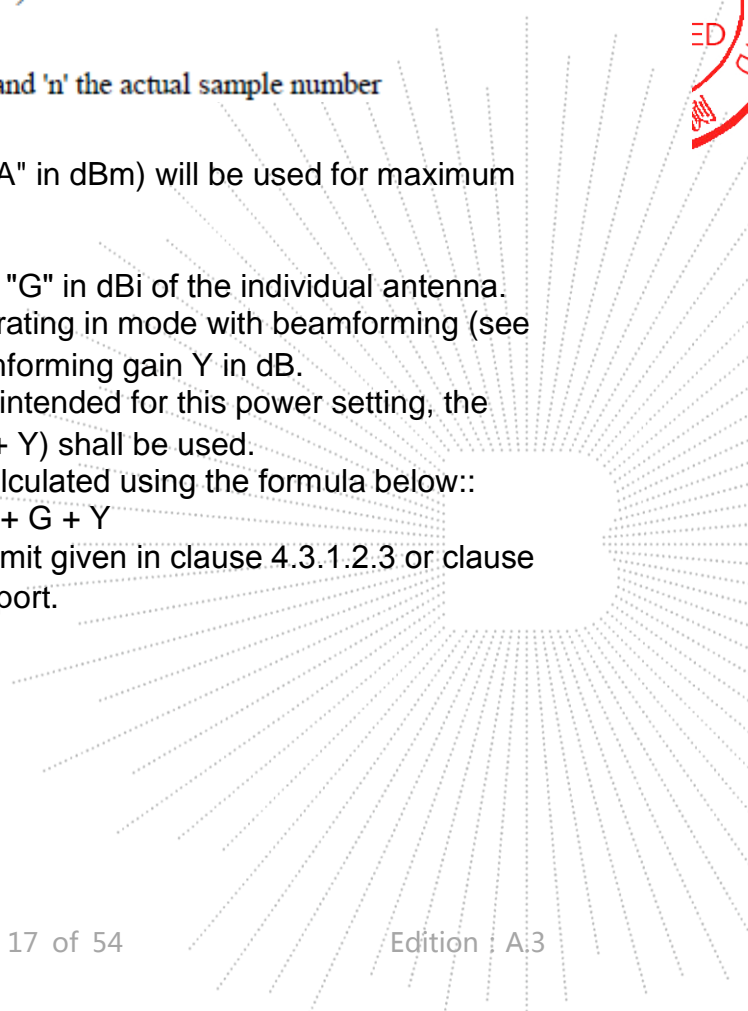 ED
测
and 'n' the actual sample number
A" in dBm) will be used for maximum
"G" in dBi of the individual antenna.
rating in mode with beamforming (see
nforming gain Y in dB.
intended for this power setting, the
+ Y) shall be used.
lculated using the formula below::
+ G + Y
mit given in clause 4.3.1.2.3 or clause
port.
17 of 54 Edition : A.3